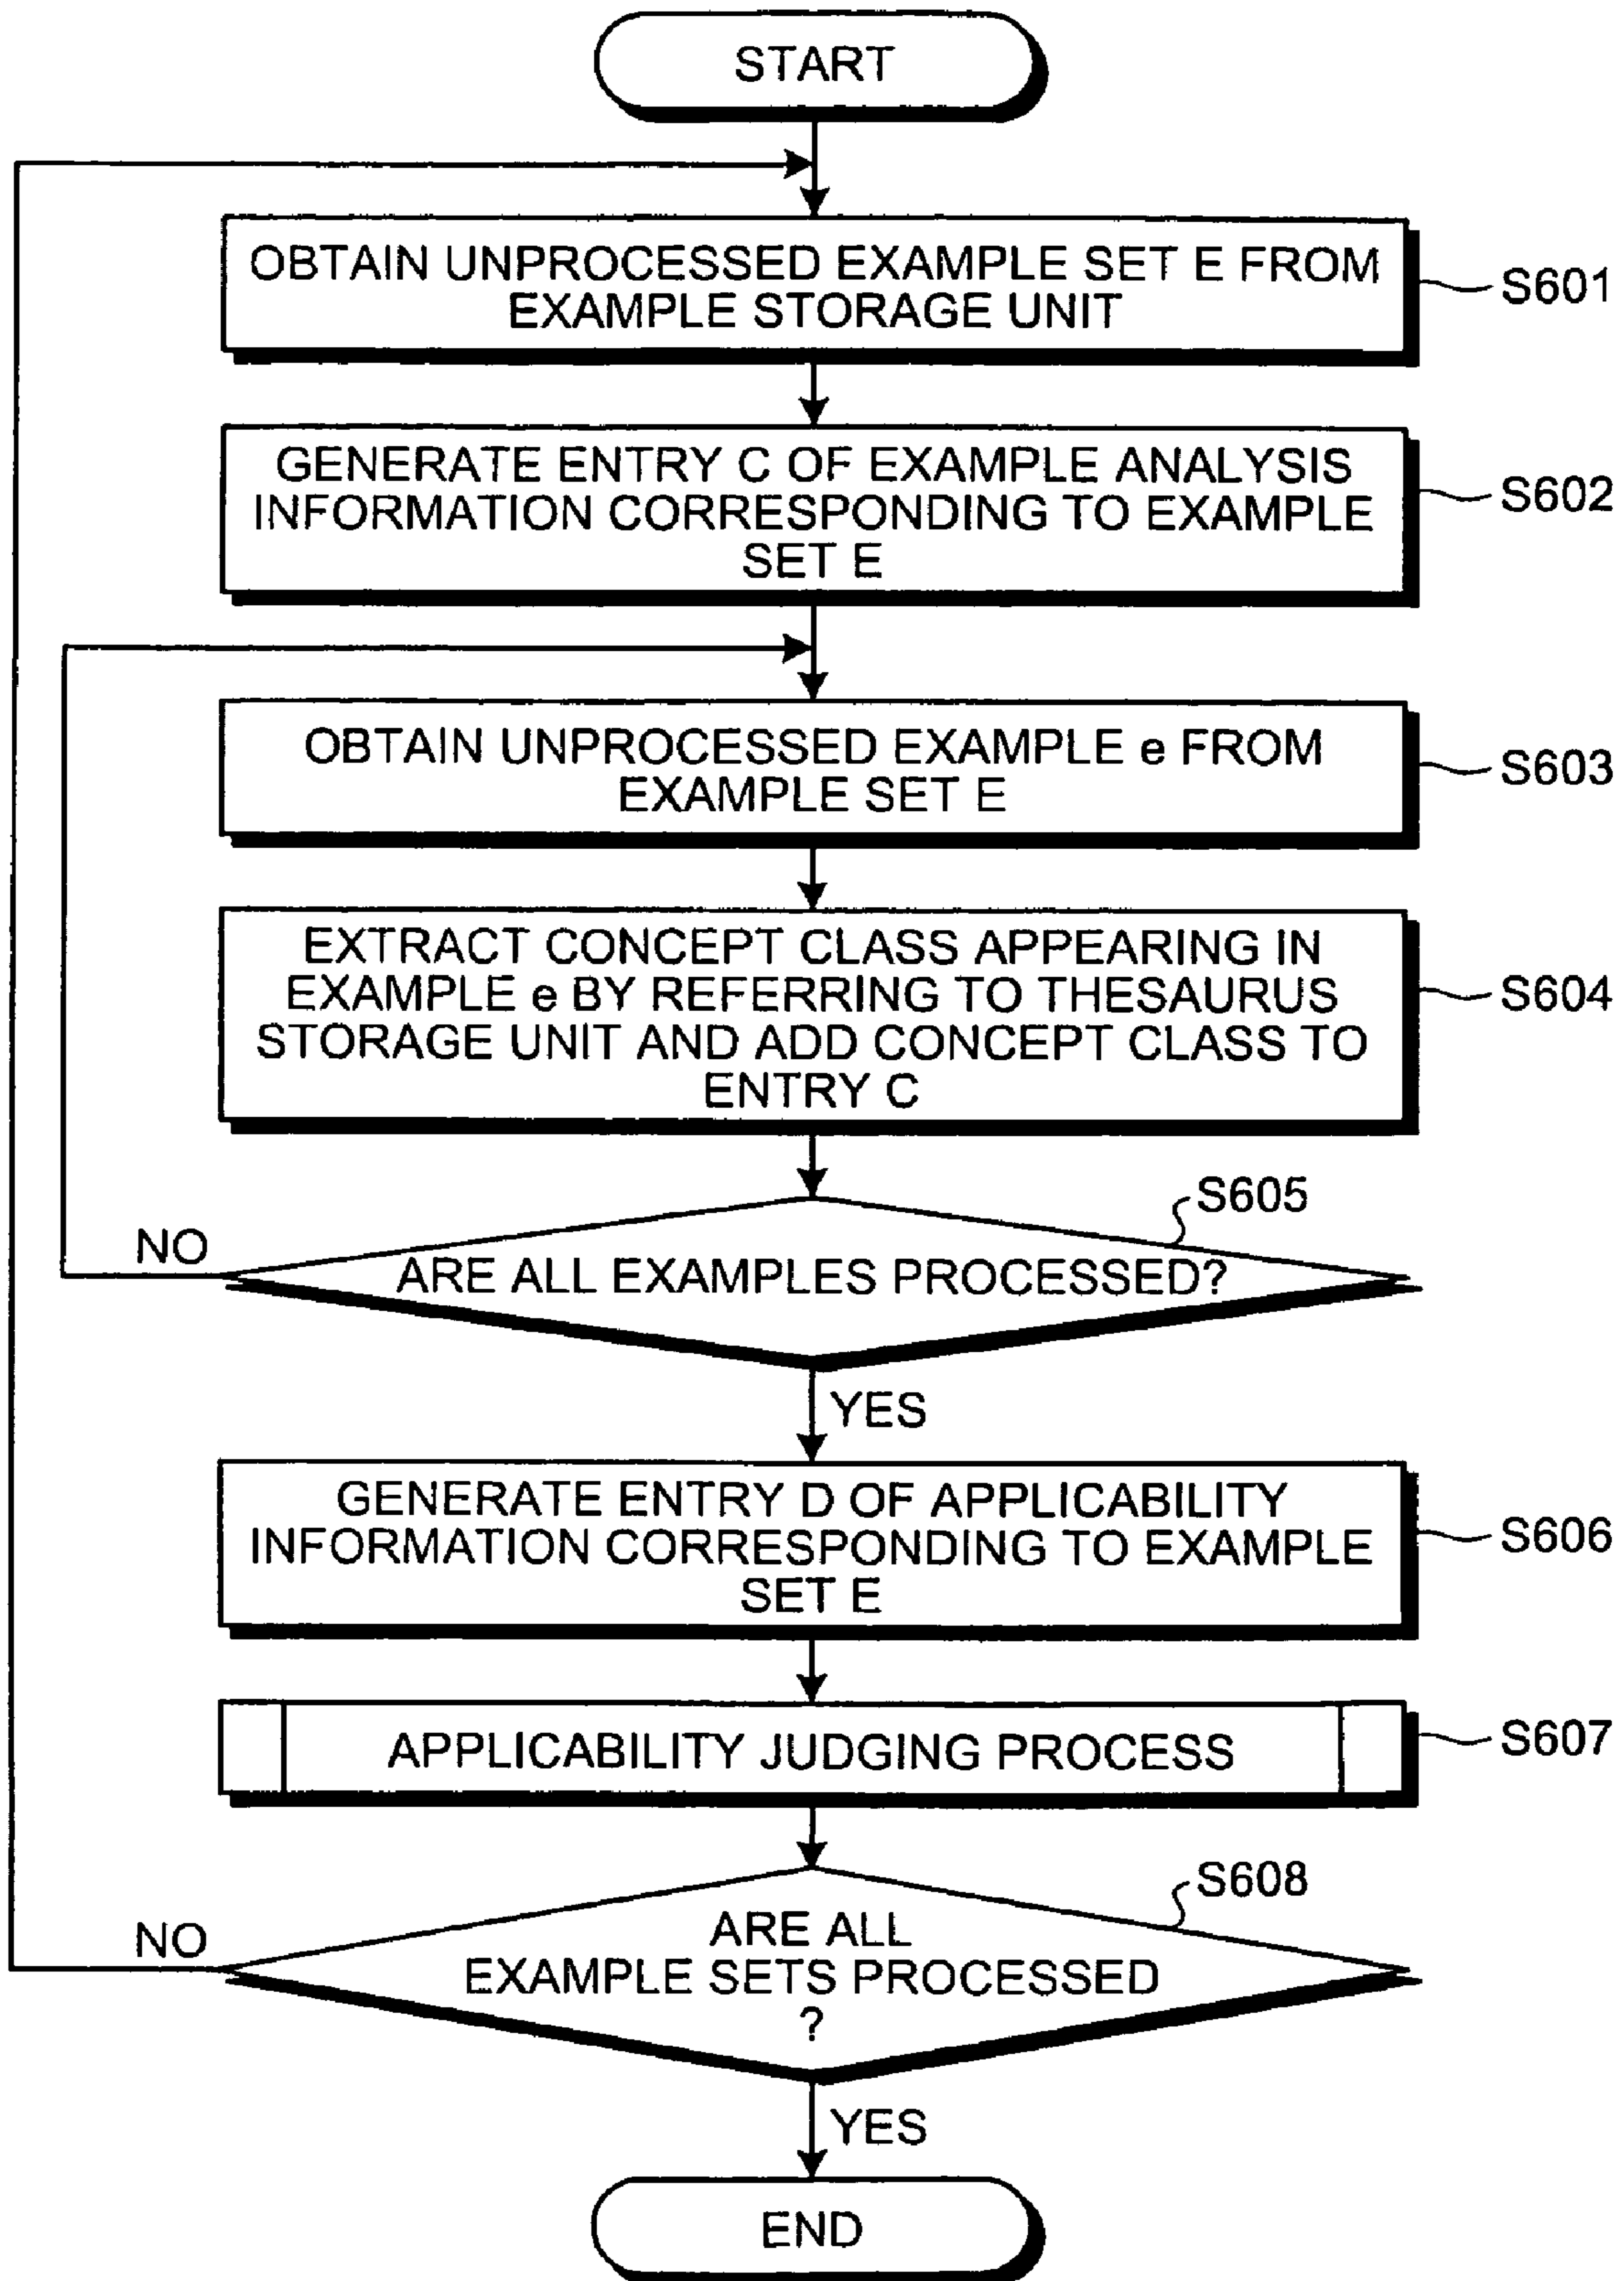 START
OBTAIN UNPROCESSED EXAMPLE SET E FROM
EXAMPLE STORAGE UNIT
S601
GENERATE ENTRY C OF EXAMPLE ANALYSIS
INFORMATION CORRESPONDING TO EXAMPLE
SET E
S602
OBTAIN UNPROCESSED EXAMPLE e FROM
EXAMPLE SET E
S603
EXTRACT CONCEPT CLASS APPEARING IN
EXAMPLE e BY REFERRING TO THESAURUS
STORAGE UNIT AND ADD CONCEPT CLASS TO
ENTRY C
S604
S605
NO
ARE ALL EXAMPLES PROCESSED?
YES
GENERATE ENTRY D OF APPLICABILITY
INFORMATION CORRESPONDING TO EXAMPLE
SET E
S606
APPLICABILITY JUDGING PROCESS
S607
S608
NO
ARE ALL
EXAMPLE SETS PROCESSED
?
YES
END